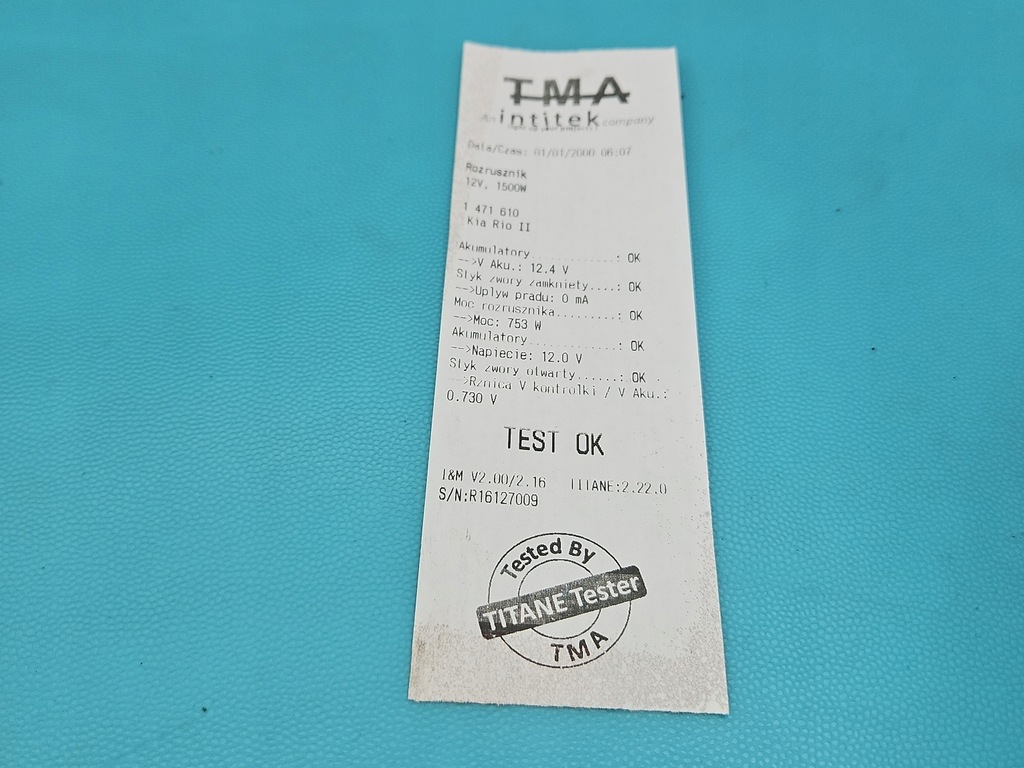 TMA
An intitek company
Data/Czas: 01/01/2000 06:07
Rozrusznik
12V, 1500W
1 471 610
Kia Rio II
Akumulatory............: OK
-->V Aku.: 12.4 V
Styk zwory zamkniety....: OK
-->Uplyw pradu: 0 mA
Moc rozrusznika.........: OK
-->Moc: 753 W
Akumulatory............: OK
-->Napiecie: 12.0 V
Styk zwory otwarty......: OK
-->Rznica V kontrolki / V Aku.:
0.730 V
TEST OK
I&M V2.00/2.16 TITANE:2.22.0
S/N:R16127009
Tested By
TITANE Tester
TMA